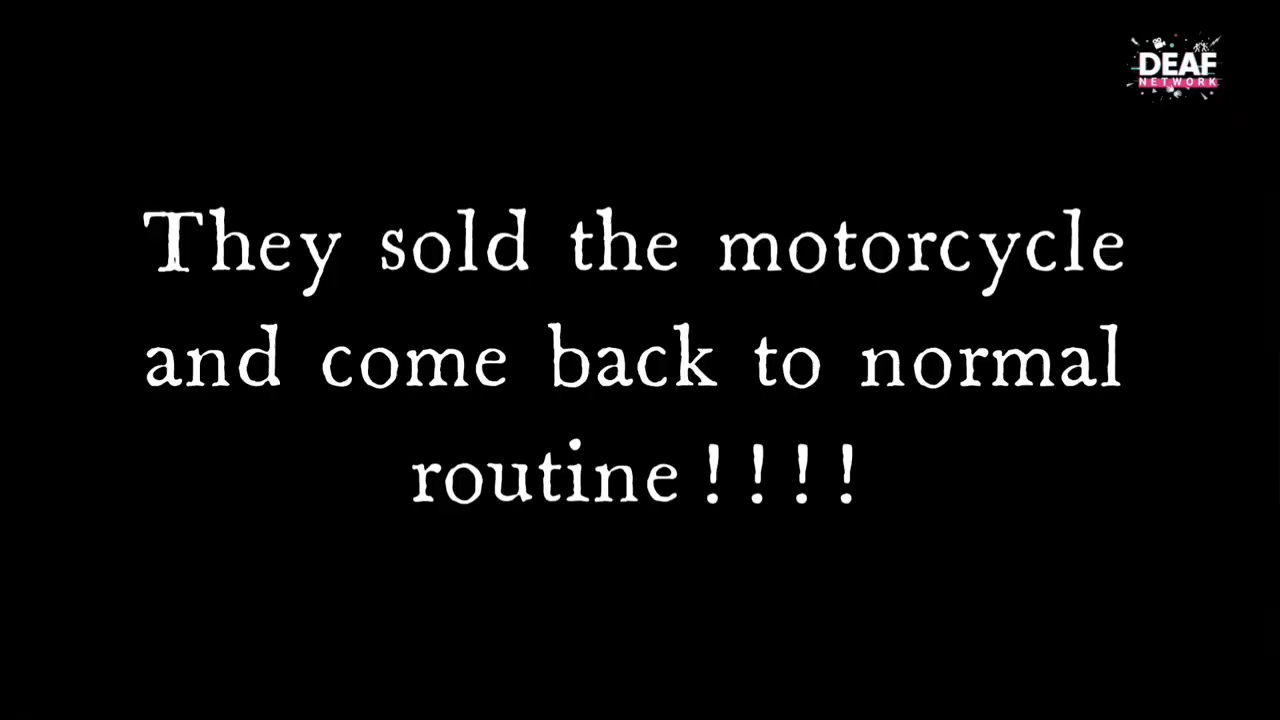 DEAF
NETWORK
They sold the motorcycle
and come back to normal
routine!!!!